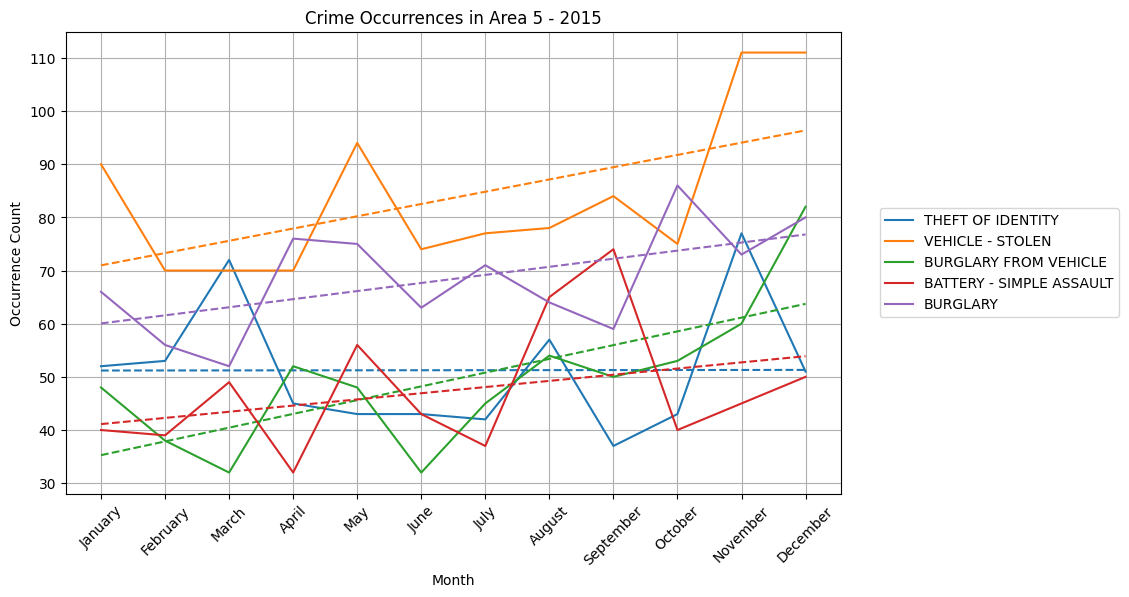 Crime Occurrences in Area 5 - 2015
Occurrence Count
110
100
90
80
70
60
50
40
30
January
February
March
April
May
June
July
August
September
October
November
December
Month
THEFT OF IDENTITY
VEHICLE - STOLEN
BURGLARY FROM VEHICLE
BATTERY - SIMPLE ASSAULT
BURGLARY